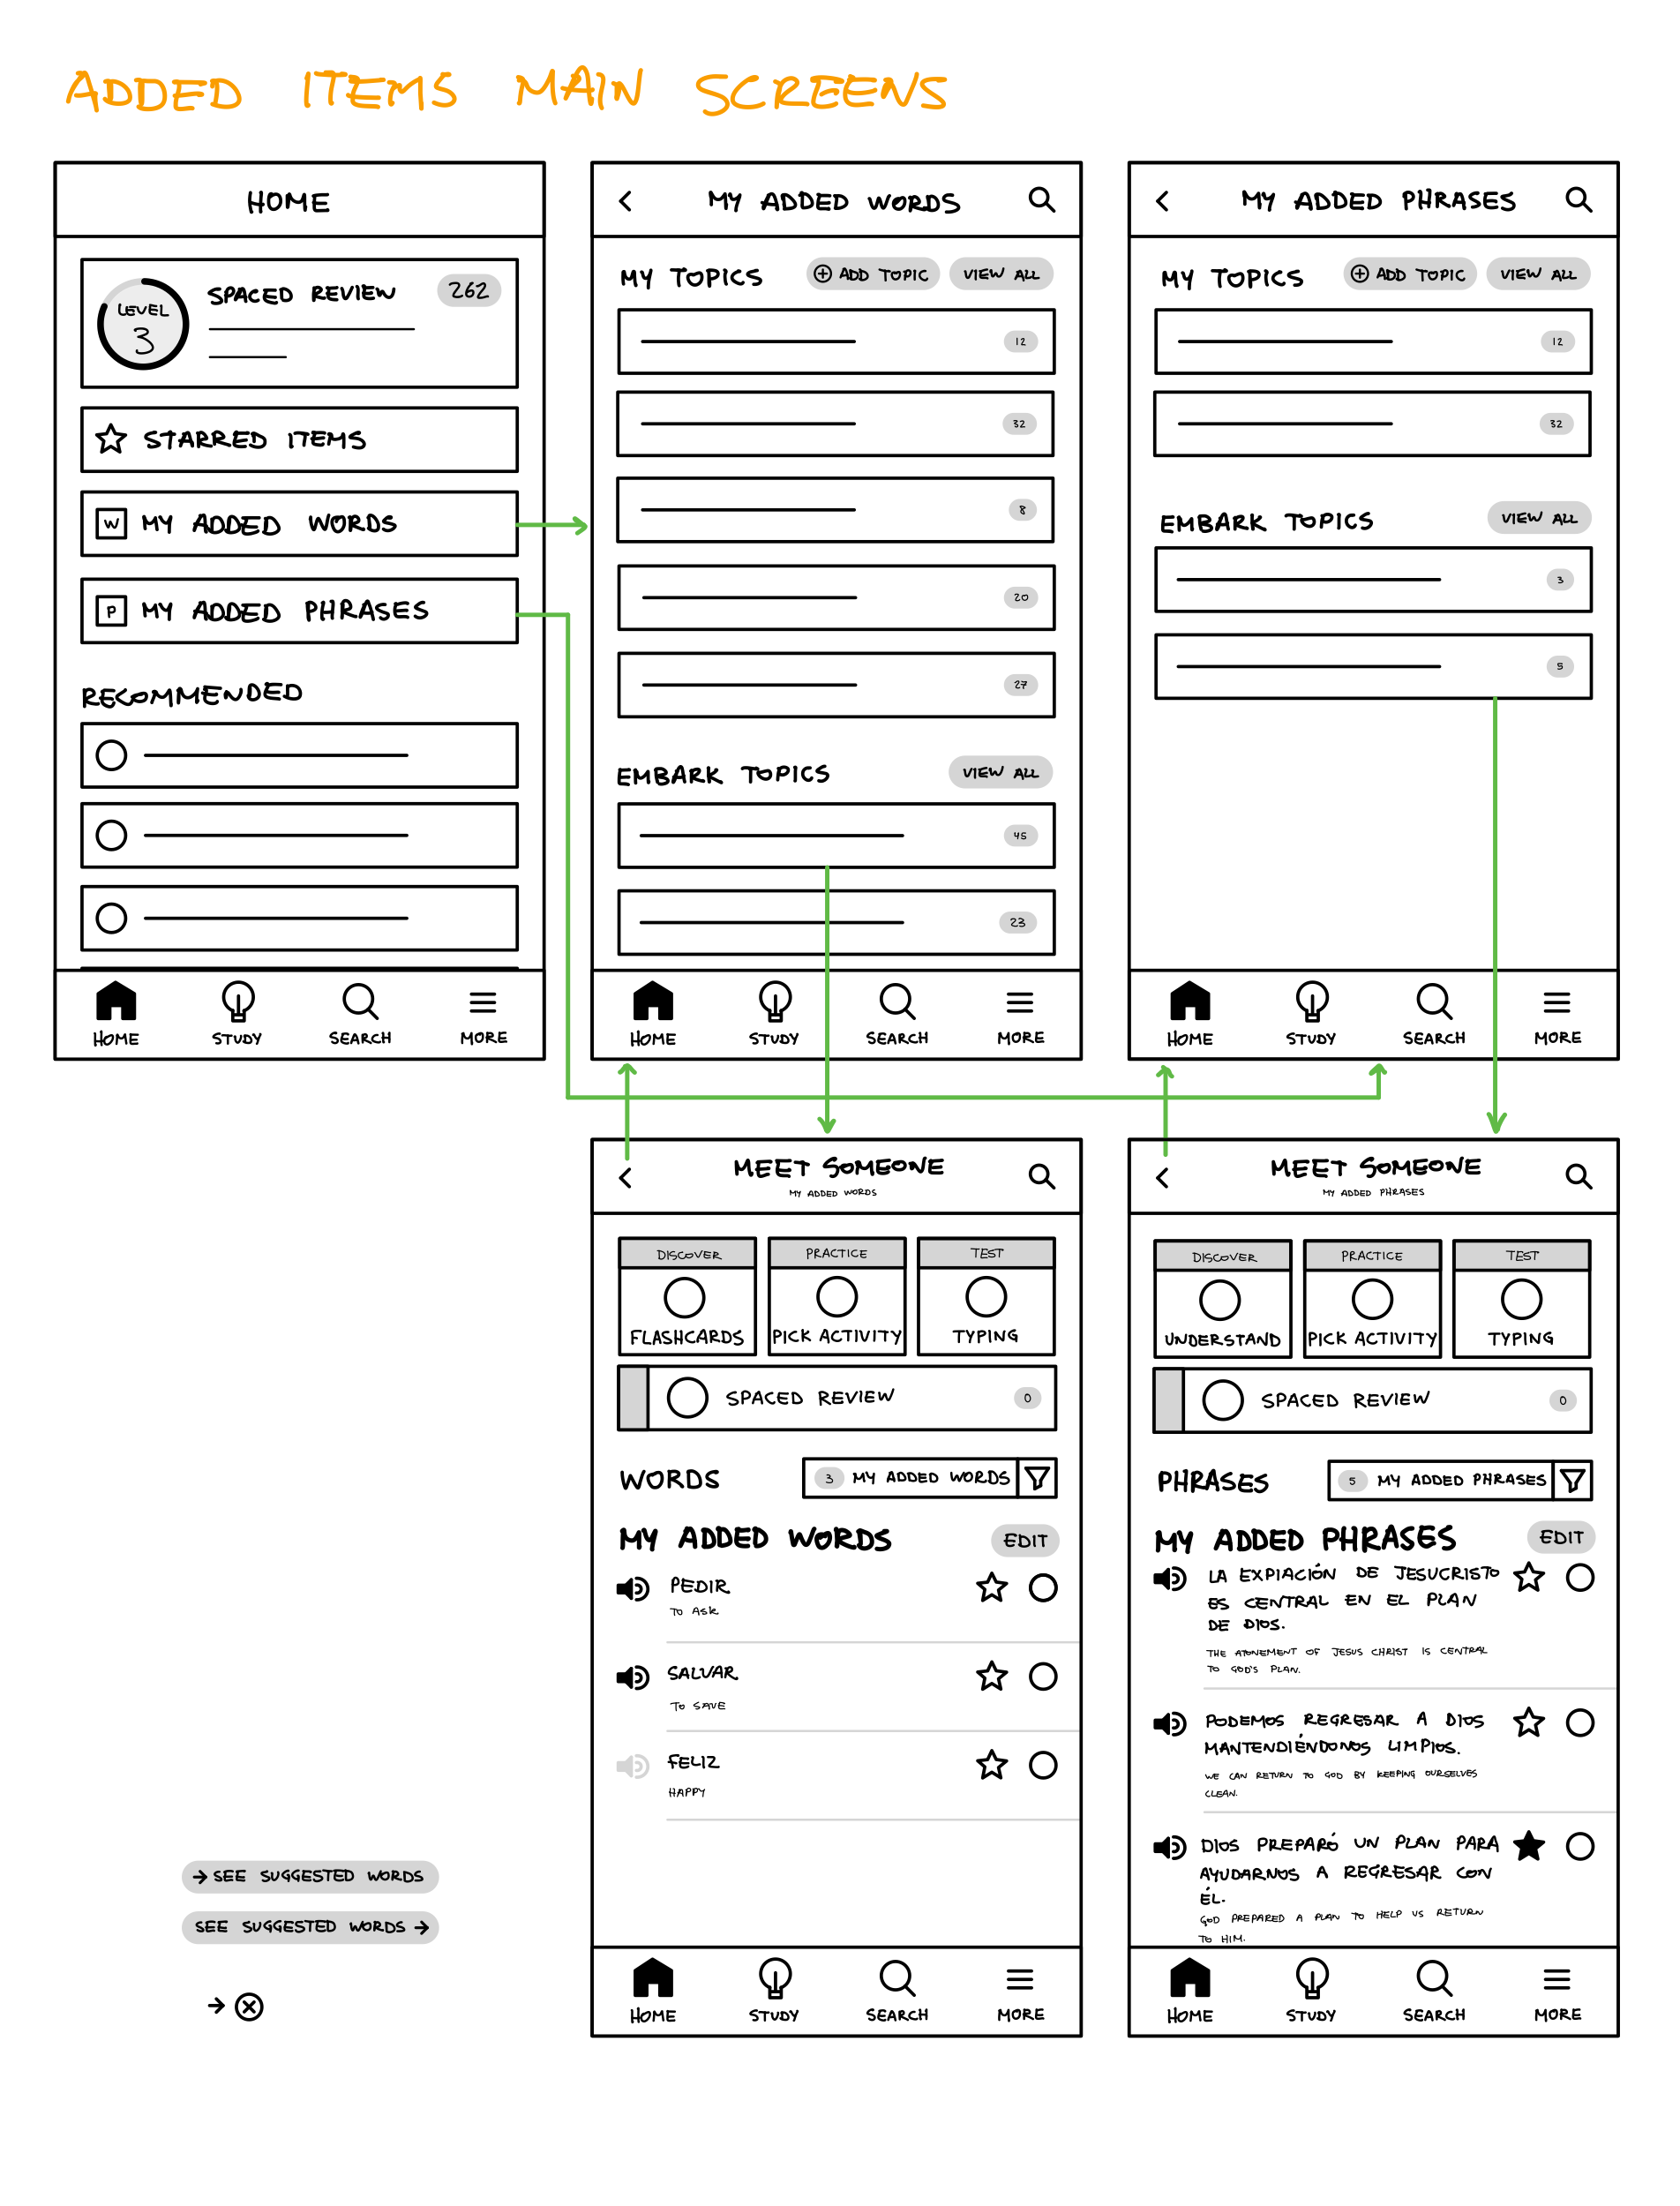 ADDED ITEMS MAIN SCREENS
HOME
LEVEL
3
SPACED REVIEW
262
STARRED ITEMS
W
MY ADDED WORDS
P
MY ADDED PHRASES
RECOMMENDED
HOME
STUDY
SEARCH
MORE
MY ADDED WORDS
MY TOPICS
ADD TOPIC
VIEW ALL
12
32
8
20
27
EMBARK TOPICS
VIEW ALL
45
23
HOME
STUDY
SEARCH
MORE
MY ADDED PHRASES
MY TOPICS
ADD TOPIC
VIEW ALL
12
32
EMBARK TOPICS
VIEW ALL
3
5
HOME
STUDY
SEARCH
MORE
MEET SOMEONE
MY ADDED WORDS
DISCOVER
FLASHCARDS
PRACTICE
PICK ACTIVITY
TEST
TYPING
SPACED REVIEW
0
WORDS
3 MY ADDED WORDS
MY ADDED WORDS
EDIT
PEDIR
TO ASK
SALVAR
TO SAVE
FELIZ
HAPPY
HOME
STUDY
SEARCH
MORE
MEET SOMEONE
MY ADDED PHRASES
DISCOVER
UNDERSTAND
PRACTICE
PICK ACTIVITY
TEST
TYPING
SPACED REVIEW
0
PHRASES
5 MY ADDED PHRASES
MY ADDED PHRASES
EDIT
LA EXPIACIÓN DE JESUCRISTO
ES CENTRAL EN EL PLAN
DE DIOS.
THE ATONEMENT OF JESUS CHRIST IS CENTRAL
TO GOD'S PLAN.
PODEMOS REGRESAR A DIOS
MANTENDIÉNDONOS LIMPIOS.
WE CAN RETURN TO GOD BY KEEPING OURSELVES
CLEAN.
DIOS PREPARÓ UN PLAN PARA
AYUDARNOS A REGRESAR CON
ÉL.
GOD PREPARED A PLAN TO HELP US RETURN
TO HIM.
HOME
STUDY
SEARCH
MORE
→ SEE SUGGESTED WORDS
SEE SUGGESTED WORDS →